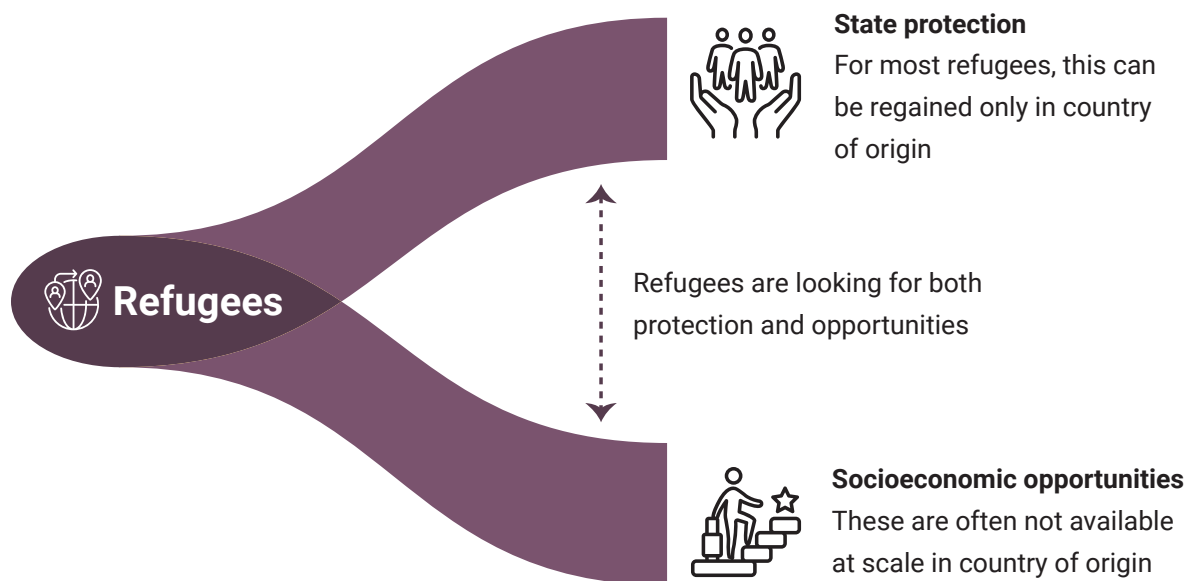 State protection
For most refugees, this can
be regained only in country
of origin
Refugees
Refugees are looking for both
protection and opportunities
Socioeconomic opportunities
These are often not available
at scale in country of origin